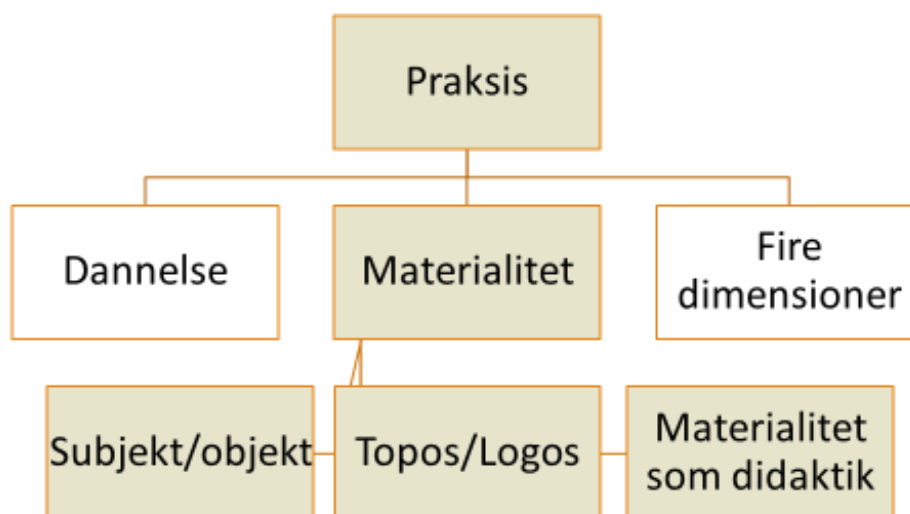 Praksis
Dannelse
Materialitet
Fire
dimensioner
Subjekt/objekt
Topos/Logos
Materialitet
som didaktik